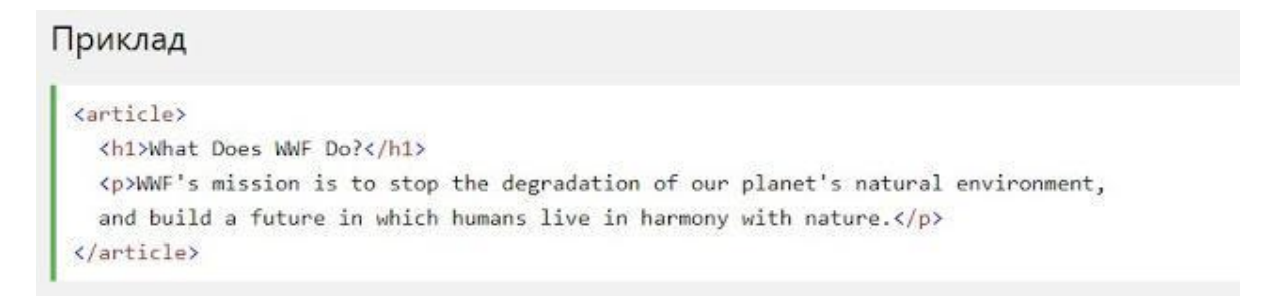 Приклад
<article>
<h1>What Does WWF Do?</h1>
<p>WWF's mission is to stop the degradation of our planet's natural environment,
and build a future in which humans live in harmony with nature.</p>
</article>